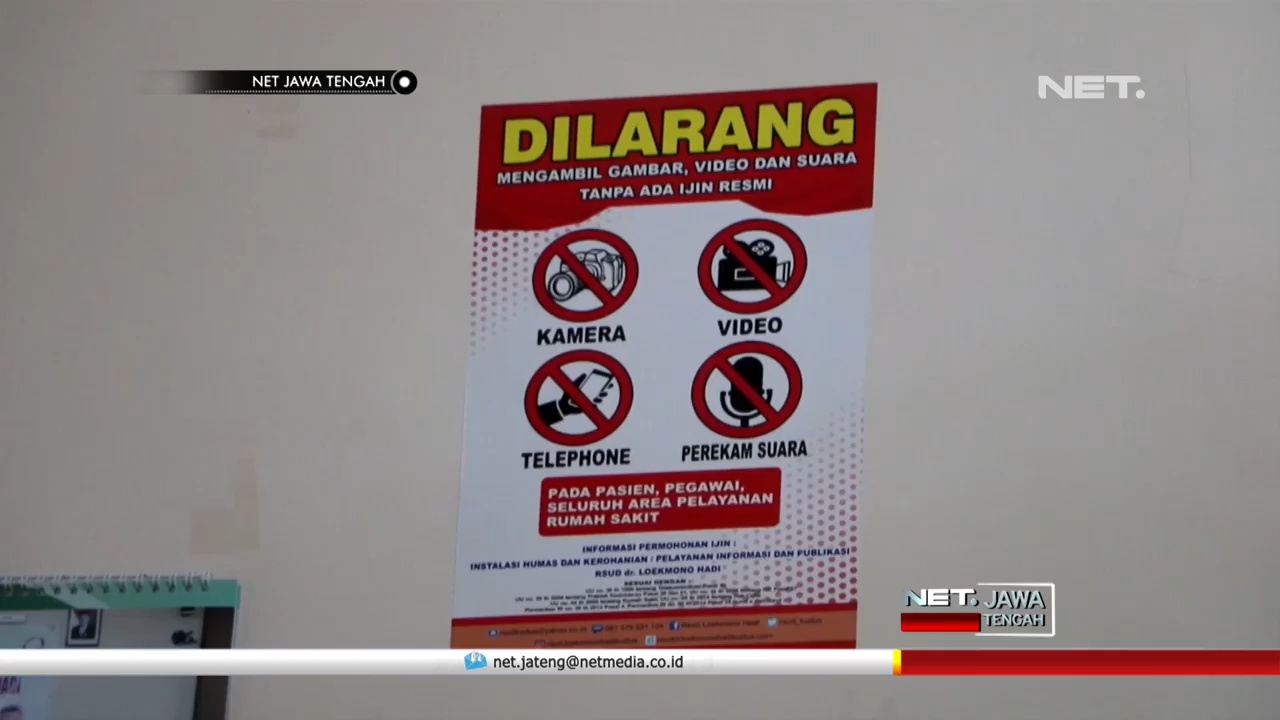 NET JAWA TENGAH
NET.
DILARANG
MENGAMBIL GAMBAR, VIDEO DAN SUARA
TANPA ADA IJIN RESMI
KAMERA
VIDEO
TELEPHONE
PEREKAM SUARA
PADA PASIEN, PEGAWAI,
SELURUH AREA PELAYANAN
RUMAH SAKIT
INFORMASI PERMOHONAN IJIN :
INSTALASI HUMAS DAN KEROHANIAN / PELAYANAN INFORMASI DAN PUBLIKASI
RSUD dr. LOEKMONO HADI
SESUAI DENGAN :
NET. JAWA
TENGAH
net.jateng@netmedia.co.id